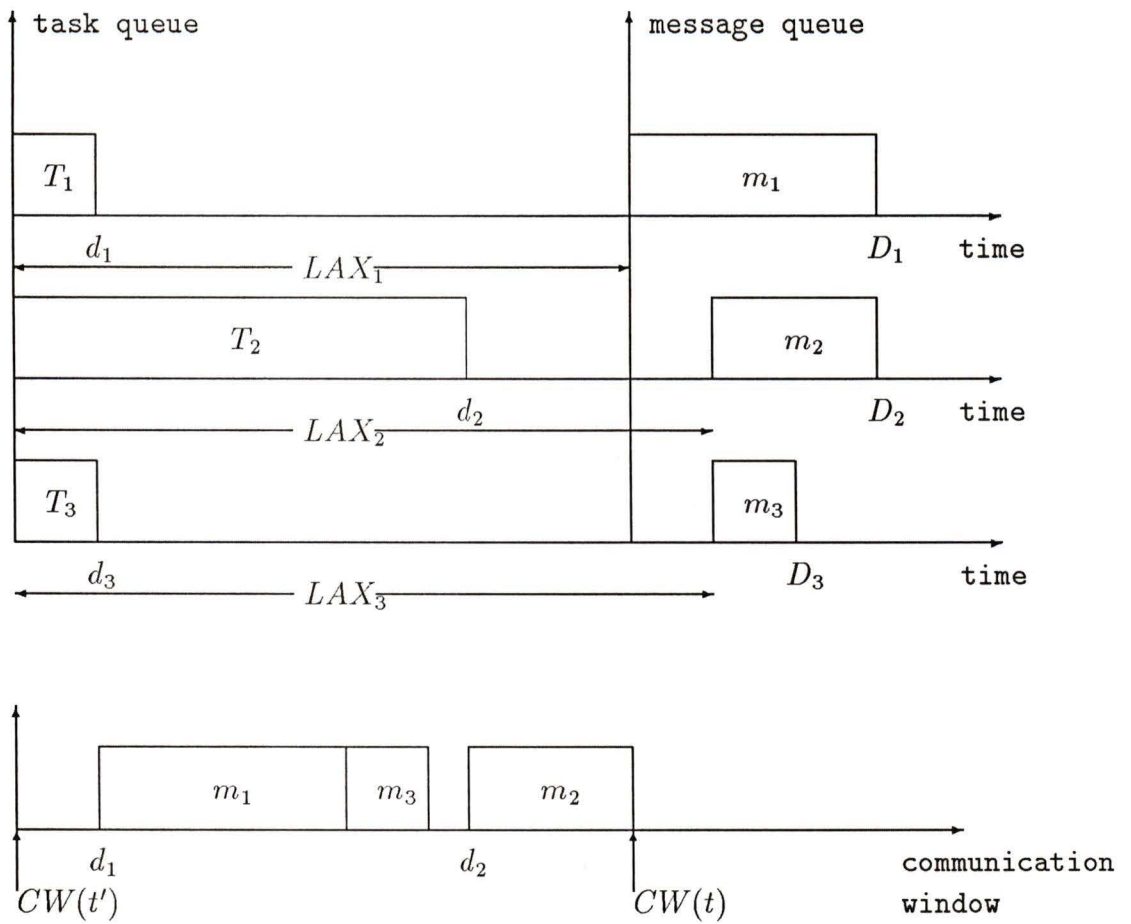 task queue
message queue
T₁
m₁
d₁
D₁
time
LAX₁
T₂
m₂
d₂
D₂
time
LAX₂
T₃
m₃
d₃
D₃
time
LAX₃
m₁
m₃
m₂
d₁
d₂
communication
window
CW(t′)
CW(t)